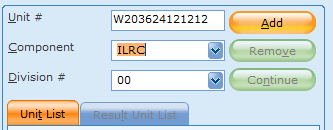 Unit # W203624121212 Add
Component ILRC Remove
Division # 00 Continue
Unit List Result Unit List